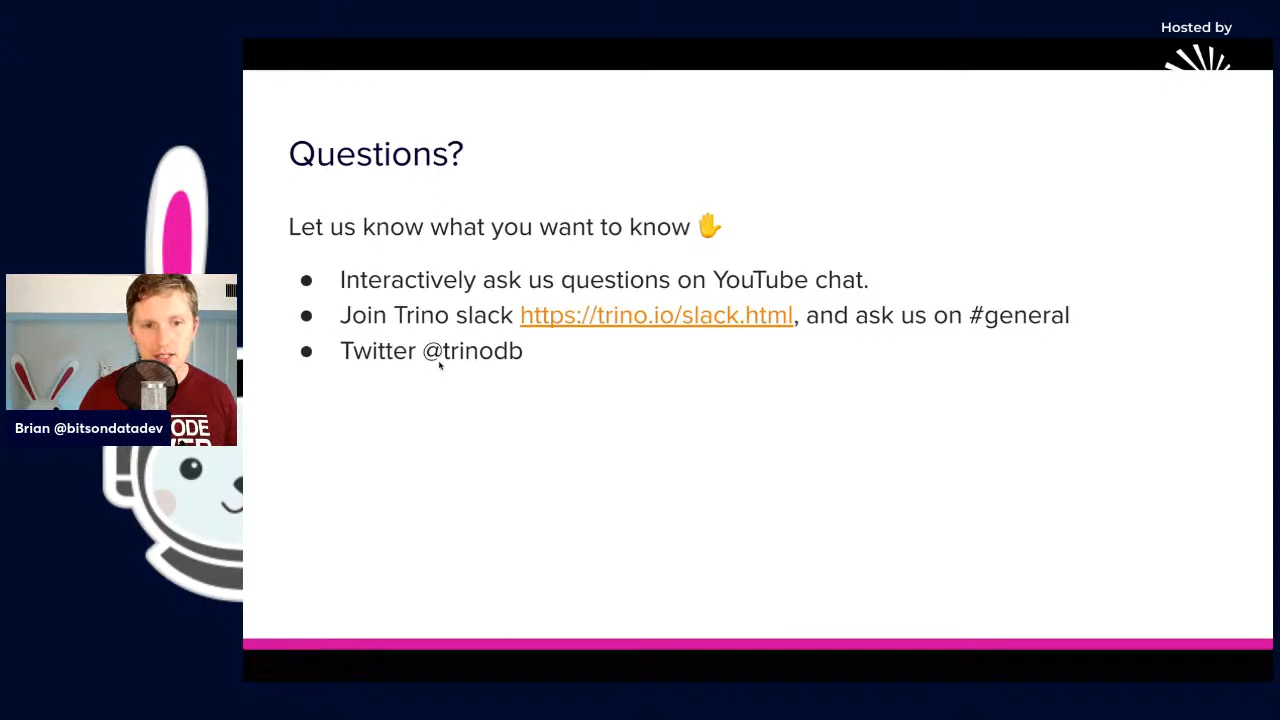 Hosted by
Questions?
Let us know what you want to know ✋
● Interactively ask us questions on YouTube chat.
● Join Trino slack https://trino.io/slack.html, and ask us on #general
● Twitter @trinodb
Brian @bitsondatadev